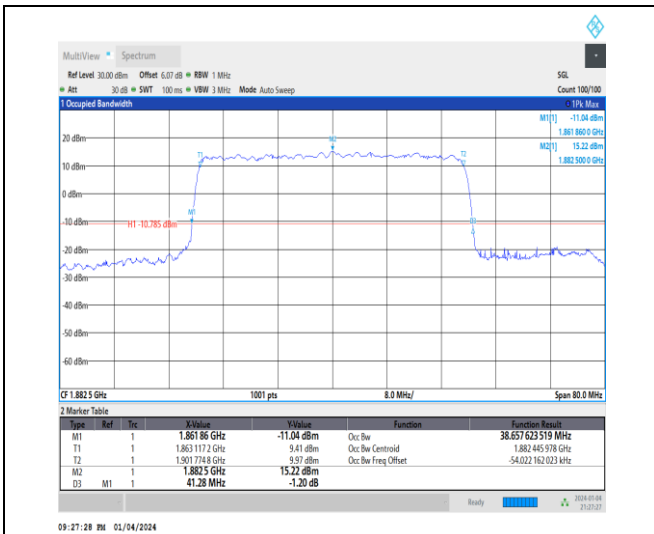 MultiView Spectrum
Ref Level 30.00 dBm Offset 6.07 dB RBW 1 MHz SGL
Att 30 dB SWT 100 ms VBW 3 MHz Mode Auto Sweep Count 100/100
1 Occupied Bandwidth 1Pk Max
M1[1] -11.04 dBm
1.861 860 0 GHz
M2[1] 15.22 dBm
1.882 500 0 GHz
20 dBm
M2
T1
T2
10 dBm
0 dBm
M1
-10 dBm
H1 -10.785 dBm
D3
-20 dBm
-30 dBm
-40 dBm
-50 dBm
-60 dBm
CF 1.882 5 GHz 1001 pts 8.0 MHz/ Span 80.0 MHz
2 Marker Table
Type Ref Trc X-Value Y-Value Function Function Result
M1 1 1.861 86 GHz -11.04 dBm Occ Bw 38.657 623 519 MHz
T1 1 1.863 117 2 GHz 9.41 dBm Occ Bw Centroid 1.882 445 978 GHz
T2 1 1.901 774 8 GHz 9.97 dBm Occ Bw Freq Offset -54.022 162 023 kHz
M2 1 1.882 5 GHz 15.22 dBm
D3 M1 1 41.28 MHz -1.20 dB
Ready 2024-01-04
21:27:27
09:27:28 PM 01/04/2024